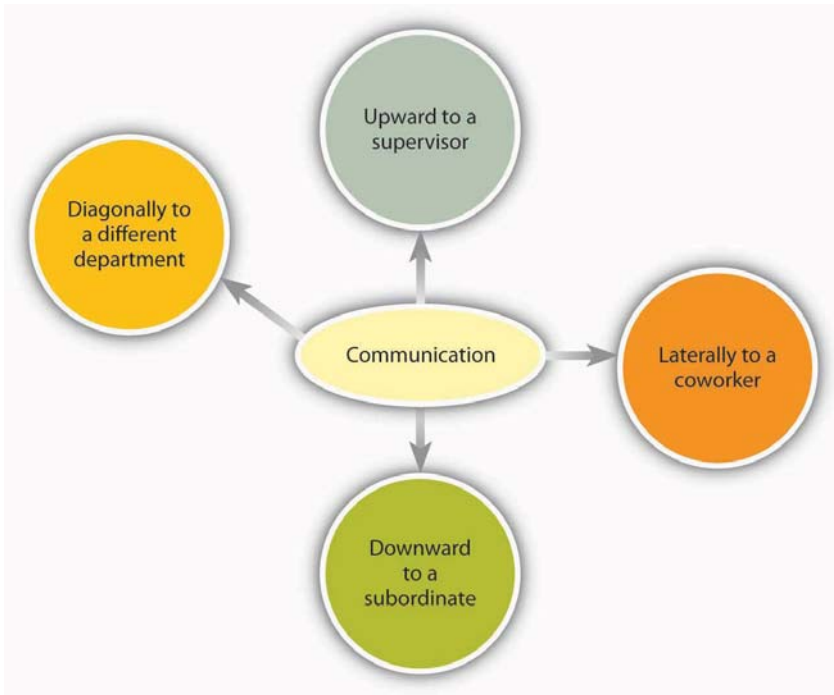 Upward to a
supervisor
Diagonally to
a different
department
Communication
Laterally to a
coworker
Downward
to a
subordinate